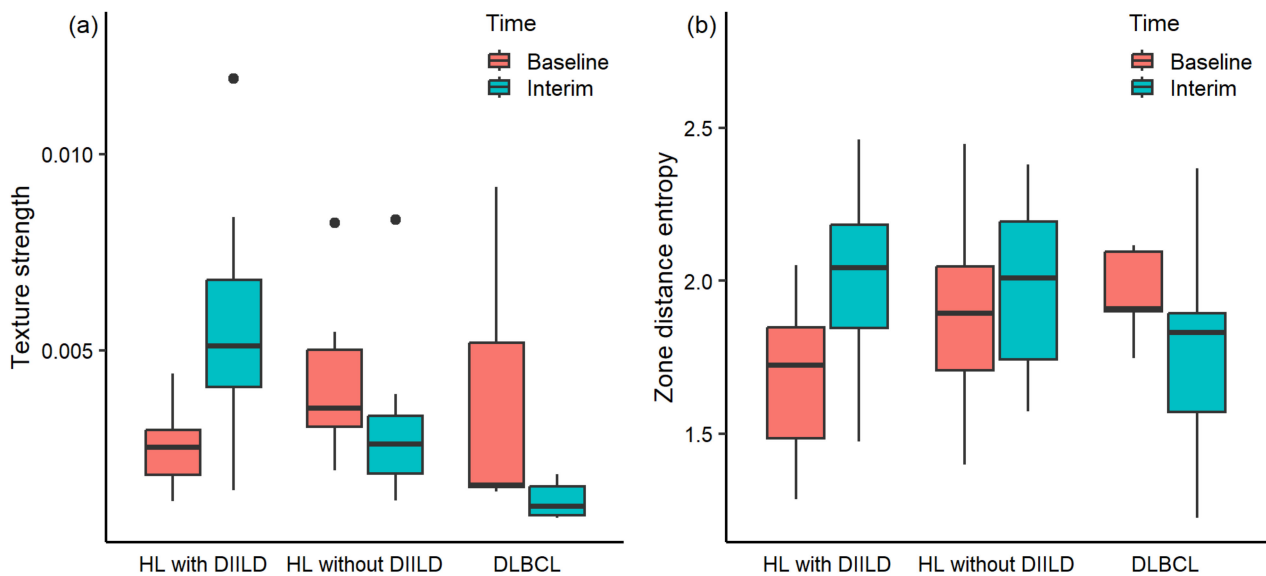 (a)
Time
Baseline
Interim
Texture strength
0.010
0.005
HL with DIILD
HL without DIILD
DLBCL
(b)
Time
Baseline
Interim
Zone distance entropy
2.5
2.0
1.5
HL with DIILD
HL without DIILD
DLBCL